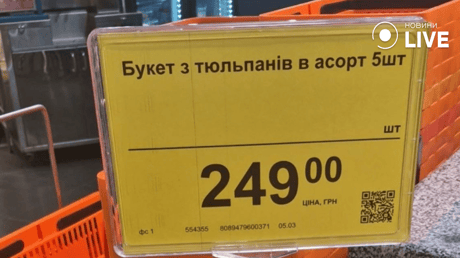 НОВИНИ
LIVE
Букет з тюльпанів в асорт 5шт
шт
249 00
ЦІНА, ГРН
фс.1 554355 8089479600371 05.03